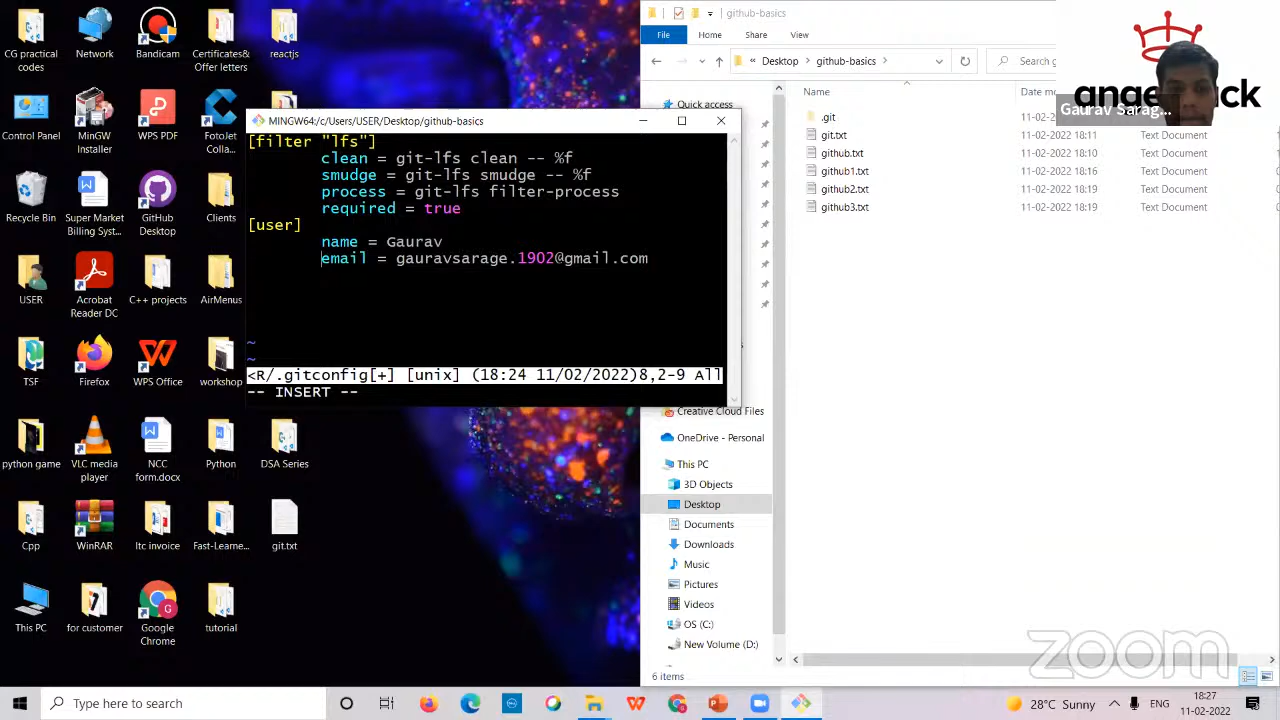 CG practical codes
Network
Bandicam
Certificates& Offer letters
reactjs
Control Panel
MinGW Installer
WPS PDF
FotoJet Colla...
Recycle Bin
Super Market Billing Syst...
GitHub Desktop
Clients
USER
Acrobat Reader DC
C++ projects
AirMenus
TSF
Firefox
WPS Office
workshop
python game
VLC media player
NCC form.docx
Python
DSA Series
Cpp
WinRAR
Itc invoice
Fast-Learne...
git.txt
This PC
for customer
Google Chrome
tutorial
MINGW64:/c/Users/USER/Desktop/github-basics
[filter "lfs"]
clean = git-lfs clean -- %f
smudge = git-lfs smudge -- %f
process = git-lfs filter-process
required = true
[user]
name = Gaurav
email = gauravsarage.1902@gmail.com
~
~
<R/.gitconfig[+] [unix] (18:24 11/02/2022)8,2-9 All
-- INSERT --
github-basics
File Home Share View
« Desktop › github-basics ›
Search g
Name
Date mo
Quick access
.git 11-02-2022
git.txt 11-02-2022 18:11 Text Document
github.txt 11-02-2022 18:10 Text Document
github1.txt 11-02-2022 18:16 Text Document
github2.txt 11-02-2022 18:19 Text Document
github3.txt 11-02-2022 18:19 Text Document
Creative Cloud Files
OneDrive - Personal
This PC
3D Objects
Desktop
Documents
Downloads
Music
Pictures
Videos
OS (C:)
New Volume (D:)
6 items
Gaurav Sarag...
zoom
Type here to search
28°C Sunny
ENG
18:27
11-02-2022